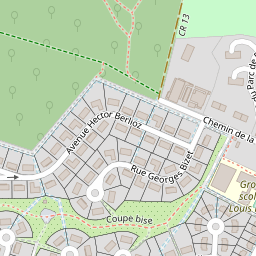 CR 13
Parc de
Avenue Hector Berlioz
Chemin de la
Rue Georges Bizet
Gro
scol
Louis
Coupe bise